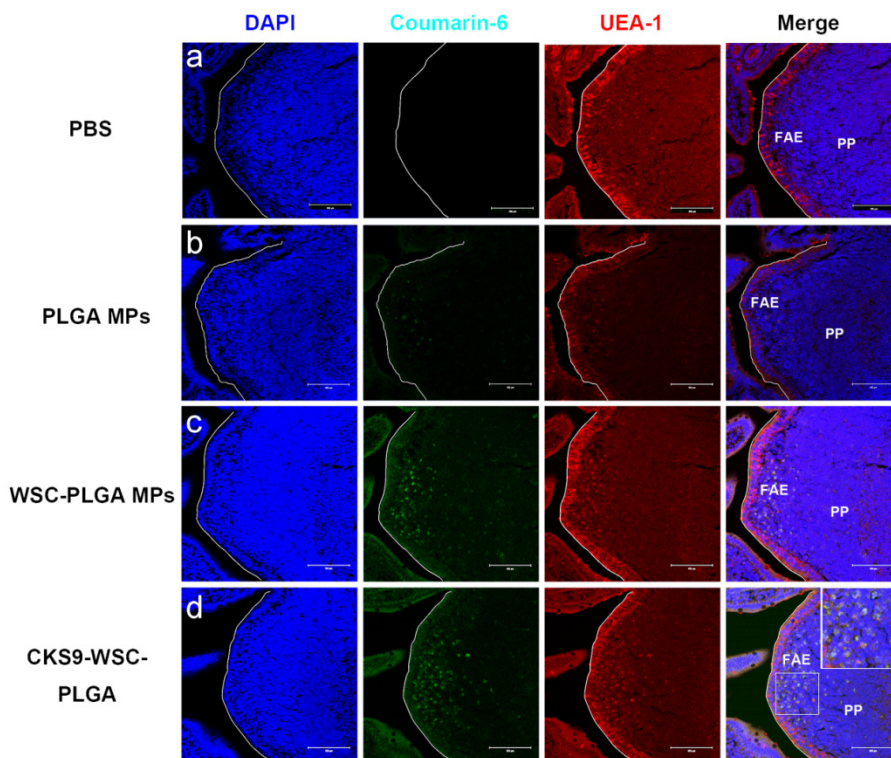 DAPI Coumarin-6 UEA-1 Merge
a
PBS
FAE PP
b
PLGA MPs
FAE
PP
c
WSC-PLGA MPs
FAE
PP
d
CKS9-WSC-
PLGA
FAE
PP